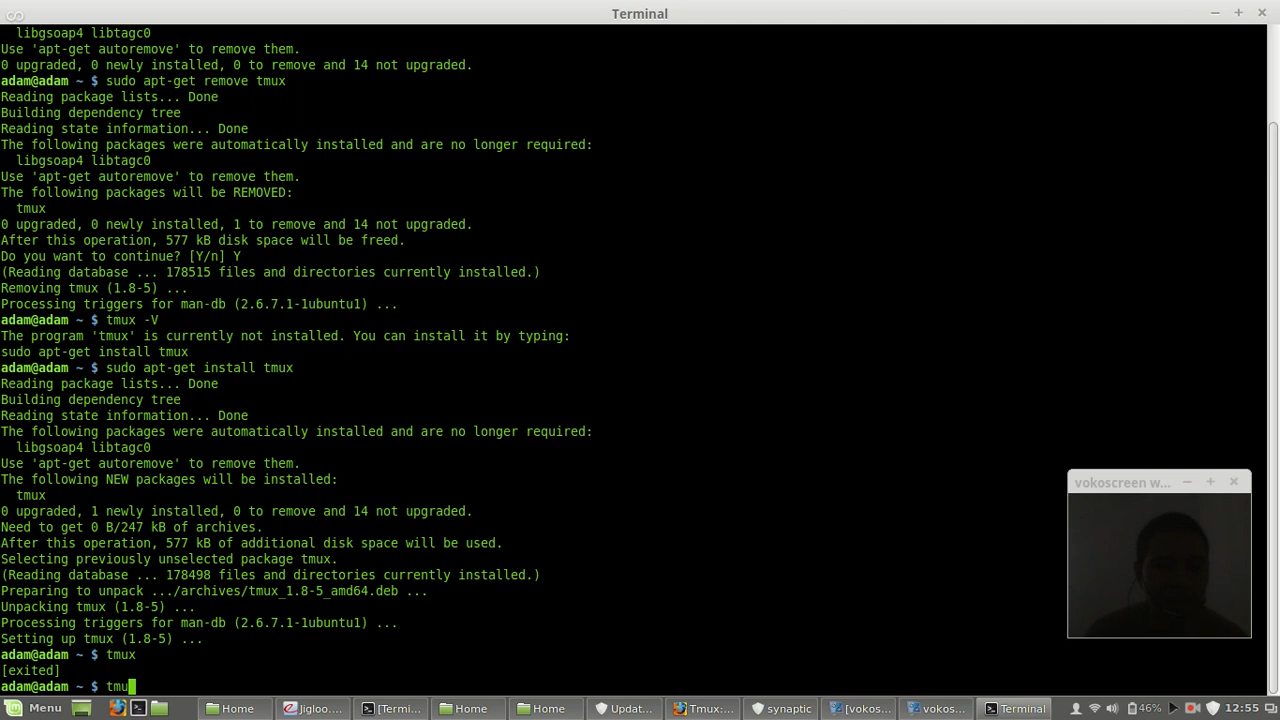 Terminal
libgsoap4 libtagc0
Use 'apt-get autoremove' to remove them.
0 upgraded, 0 newly installed, 0 to remove and 14 not upgraded.
adam@adam ~ $ sudo apt-get remove tmux
Reading package lists... Done
Building dependency tree
Reading state information... Done
The following packages were automatically installed and are no longer required:
libgsoap4 libtagc0
Use 'apt-get autoremove' to remove them.
The following packages will be REMOVED:
tmux
0 upgraded, 0 newly installed, 1 to remove and 14 not upgraded.
After this operation, 577 kB disk space will be freed.
Do you want to continue? [Y/n] Y
(Reading database ... 178515 files and directories currently installed.)
Removing tmux (1.8-5) ...
Processing triggers for man-db (2.6.7.1-1ubuntu1) ...
adam@adam ~ $ tmux -V
The program 'tmux' is currently not installed. You can install it by typing:
sudo apt-get install tmux
adam@adam ~ $ sudo apt-get install tmux
Reading package lists... Done
Building dependency tree
Reading state information... Done
The following packages were automatically installed and are no longer required:
libgsoap4 libtagc0
Use 'apt-get autoremove' to remove them.
The following NEW packages will be installed:
tmux
0 upgraded, 1 newly installed, 0 to remove and 14 not upgraded.
Need to get 0 B/247 kB of archives.
After this operation, 577 kB of additional disk space will be used.
Selecting previously unselected package tmux.
(Reading database ... 178498 files and directories currently installed.)
Preparing to unpack .../archives/tmux_1.8-5_amd64.deb ...
Unpacking tmux (1.8-5) ...
Processing triggers for man-db (2.6.7.1-1ubuntu1) ...
Setting up tmux (1.8-5) ...
adam@adam ~ $ tmux
[exited]
adam@adam ~ $ tmu
vokoscreen w...
Menu Home Jigloo.... [Termi... Home Home Updat... Tmux:... synaptic [vokos... vokos... Terminal 46% 12:55